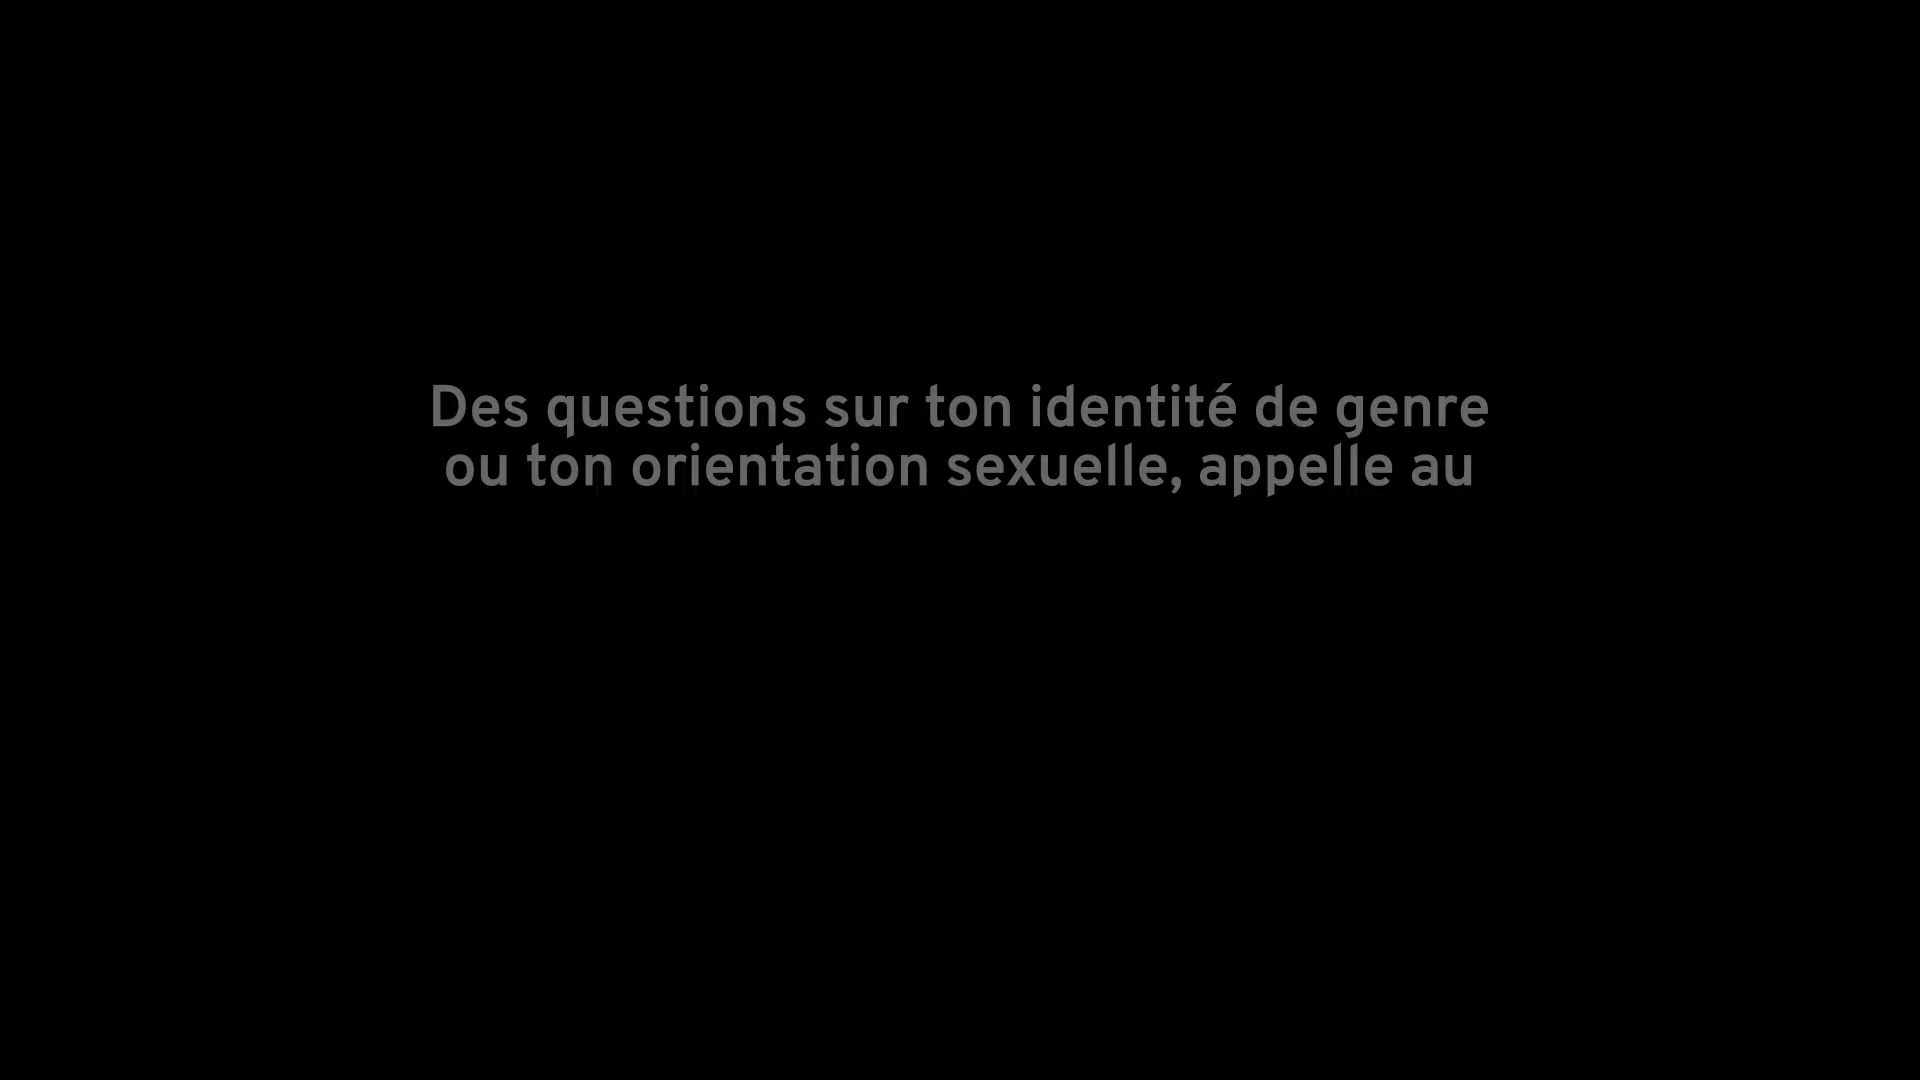 Des questions sur ton identité de genre
ou ton orientation sexuelle, appelle au